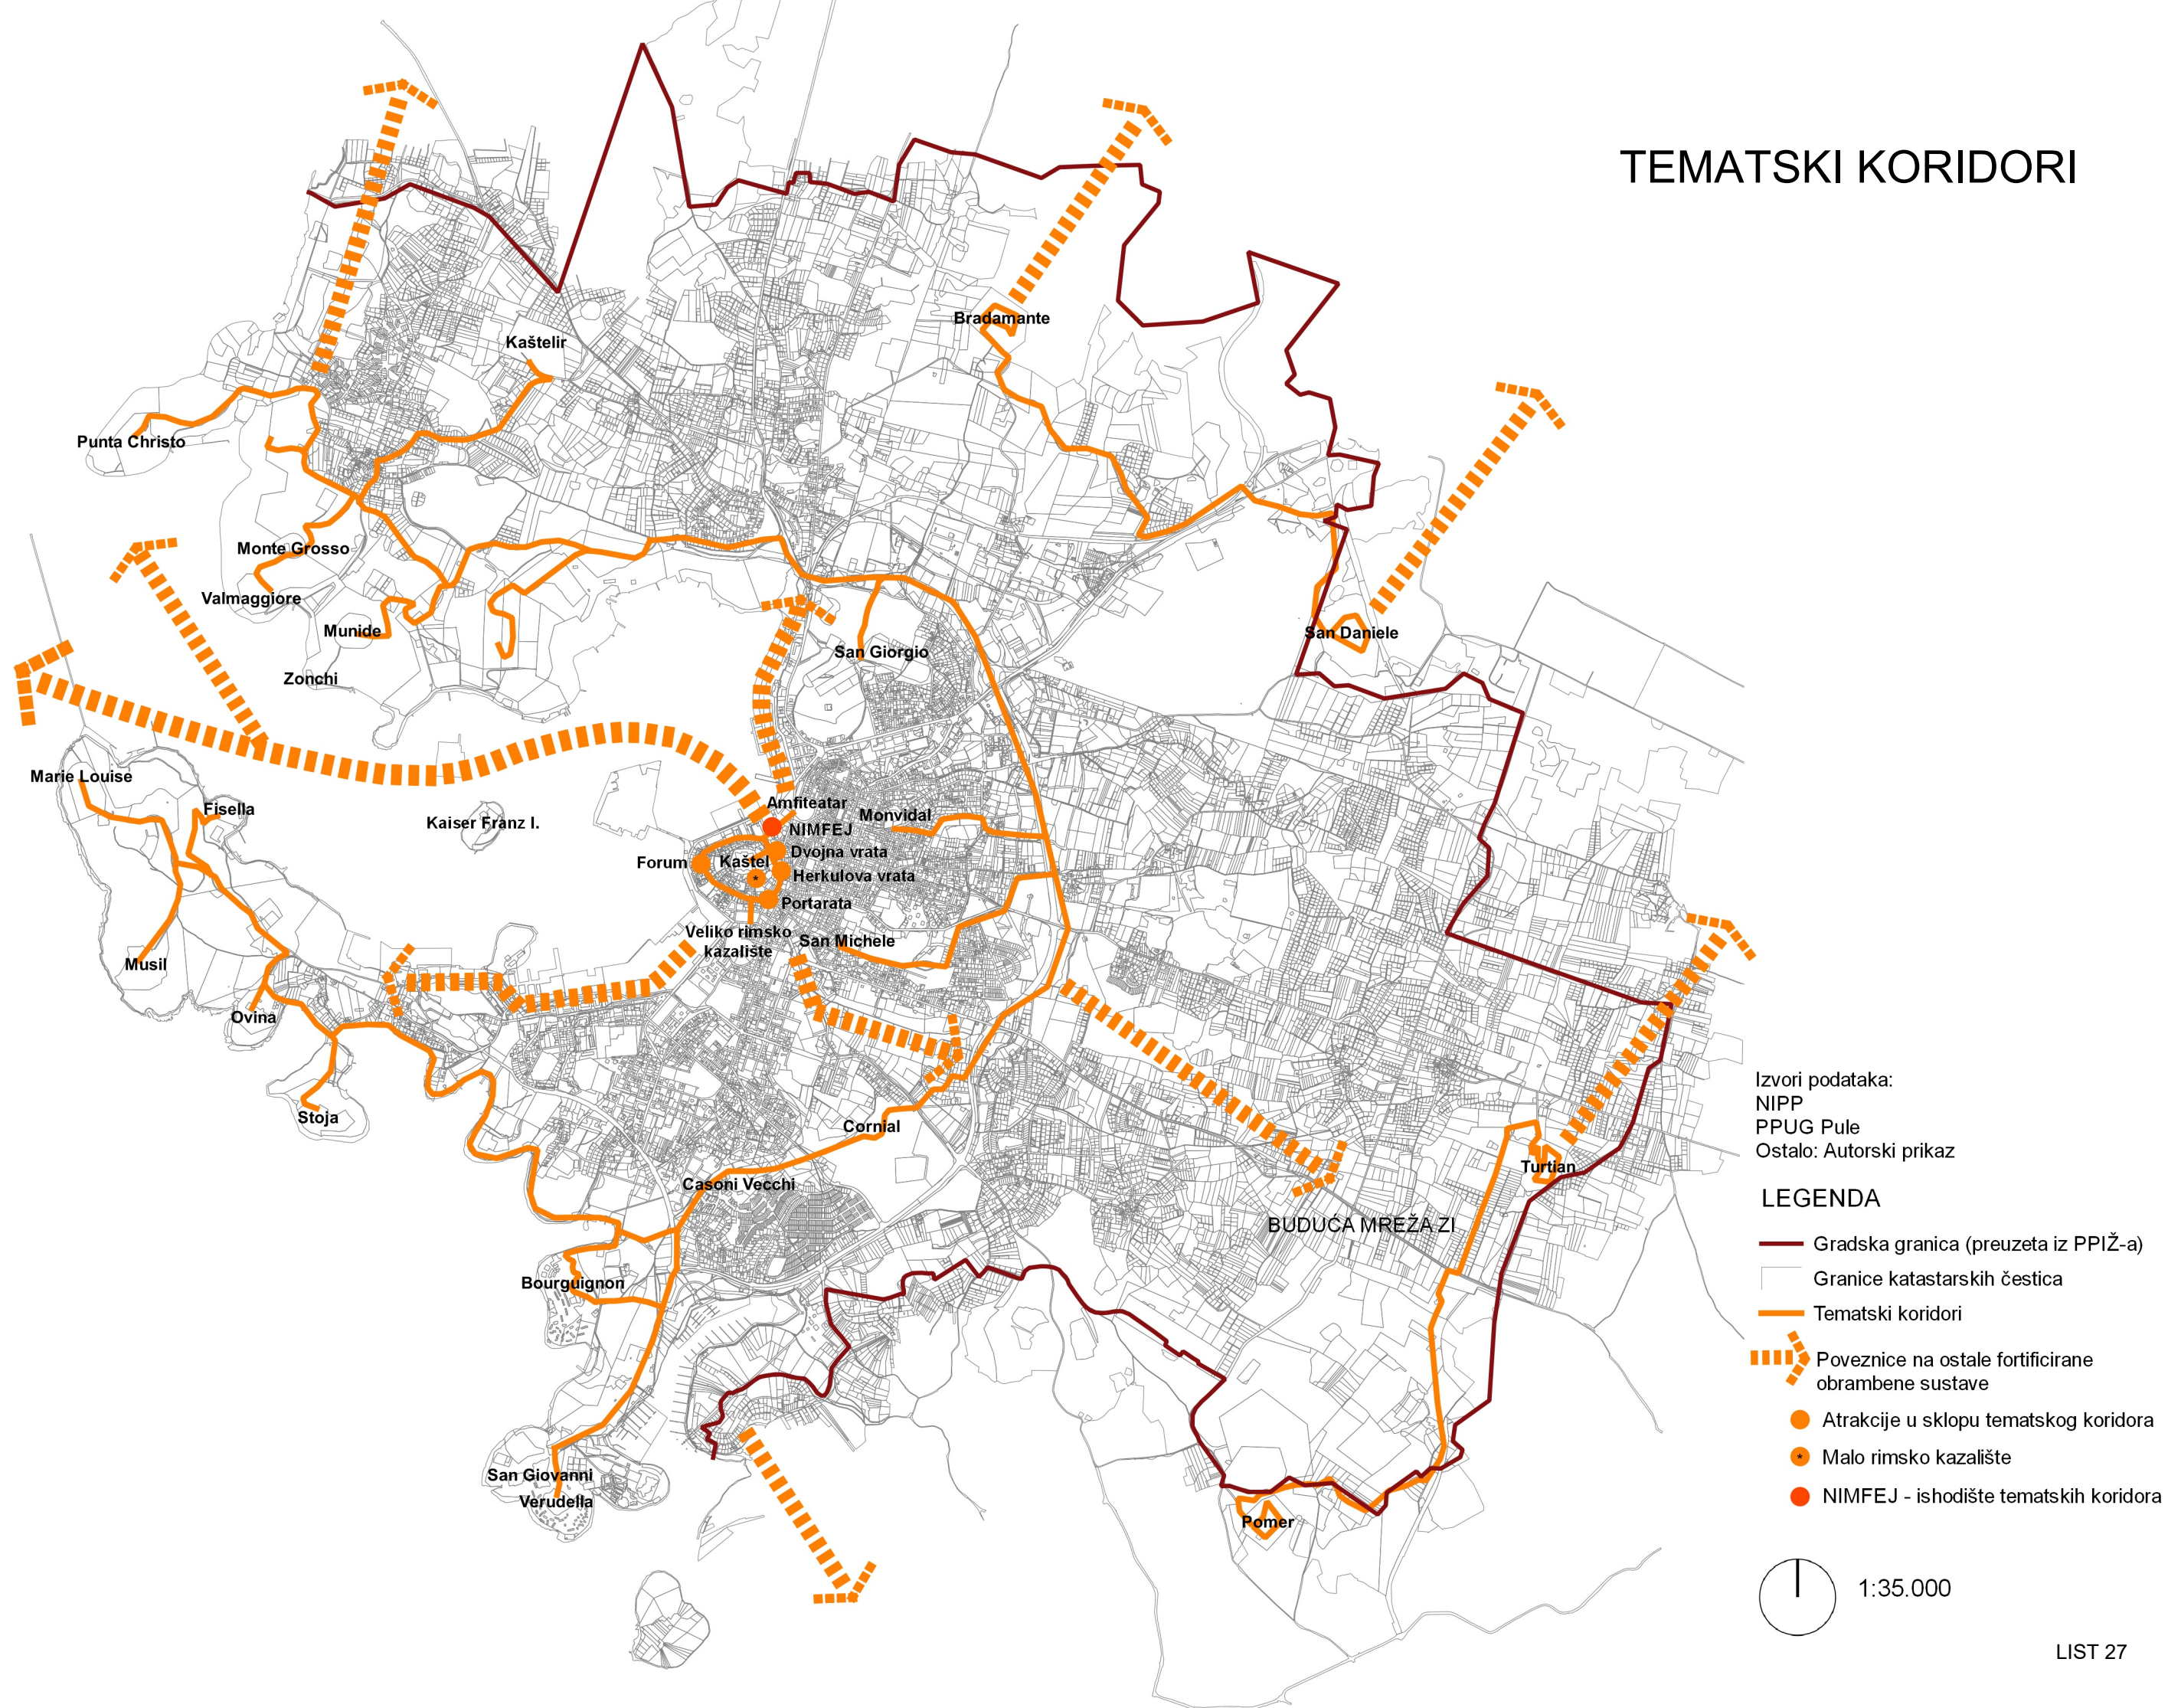 TEMATSKI KORIDORI
Bradamante
Kaštelir
Punta Christo
Monte Grosso
Valmaggiore
Munide
Zonchi
San Daniele
San Giorgio
Marie Louise
Fisella
Kaiser Franz I.
Amfiteatar
Monvidal
NIMFEJ
Dvojna vrata
Forum
Kaštel
Herkulova vrata
Portarata
Veliko rimsko
kazalište
San Michele
Musil
Ovina
Stoja
Cornial
Casoni Vecchi
Turtian
BUDUĆA MREŽA ZI
Bourguignon
San Giovanni
Verudella
Pomer
Izvori podataka:
NIPP
PPUG Pule
Ostalo: Autorski prikaz
LEGENDA
Gradska granica (preuzeta iz PPIŽ-a)
Granice katastarskih čestica
Tematski koridori
Poveznice na ostale fortificirane
obrambene sustave
Atrakcije u sklopu tematskog koridora
Malo rimsko kazalište
NIMFEJ - ishodište tematskih koridora
1:35.000
LIST 27